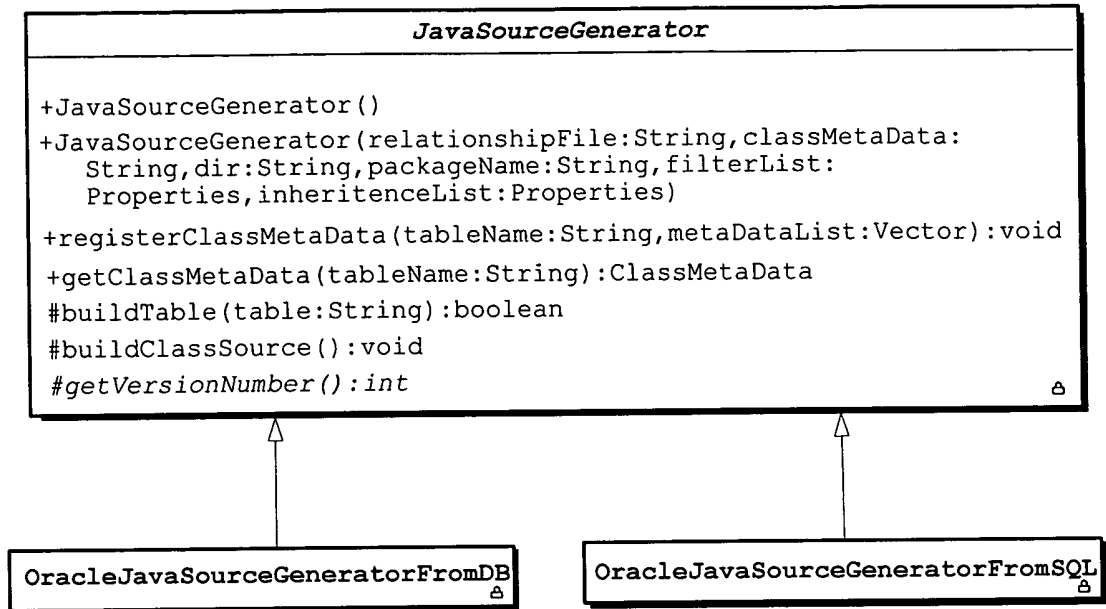 JavaSourceGenerator
+JavaSourceGenerator()
+JavaSourceGenerator(relationshipFile:String,classMetaData:
String,dir:String,packageName:String,filterList:
Properties,inheritenceList:Properties)
+registerClassMetaData(tableName:String,metaDataList:Vector):void
+getClassMetaData(tableName:String):ClassMetaData
#buildTable(table:String):boolean
#buildClassSource():void
#getVersionNumber():int
OracleJavaSourceGeneratorFromDB
OracleJavaSourceGeneratorFromSQL